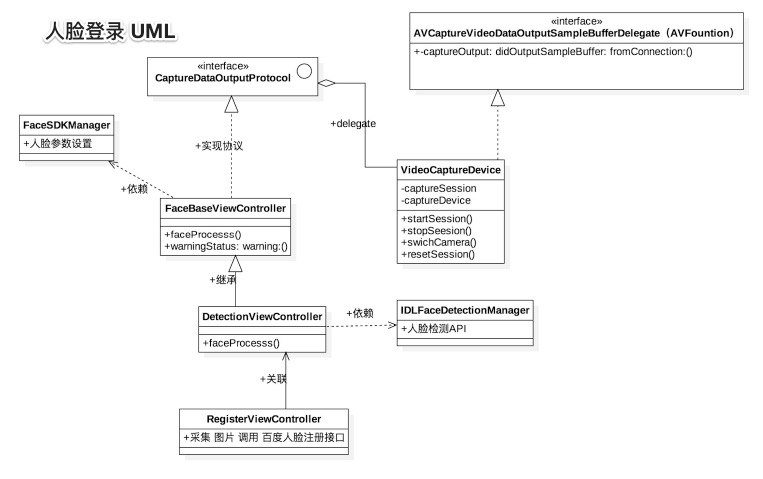 人脸登录 UML
«interface»
AVCaptureVideoDataOutputSampleBufferDelegate（AVFountion）
+-captureOutput: didOutputSampleBuffer: fromConnection:()
«interface»
CaptureDataOutputProtocol
+delegate
FaceSDKManager
+人脸参数设置
+实现协议
+依赖
VideoCaptureDevice
-captureSession
-captureDevice
+startSession()
+stopSeesion()
+swichCamera()
+resetSession()
FaceBaseViewController
+faceProcesss()
+warningStatus: warning:()
+继承
DetectionViewController
+faceProcesss()
+依赖
IDLFaceDetectionManager
+人脸检测API
+关联
RegisterViewController
+采集 图片 调用 百度人脸注册接口